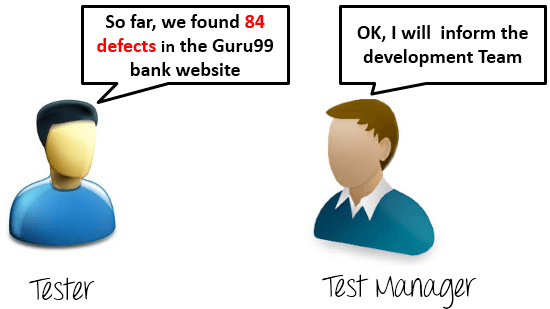 So far, we found 84
defects in the Guru99
bank website
OK, I will inform the
development Team
Tester
Test Manager